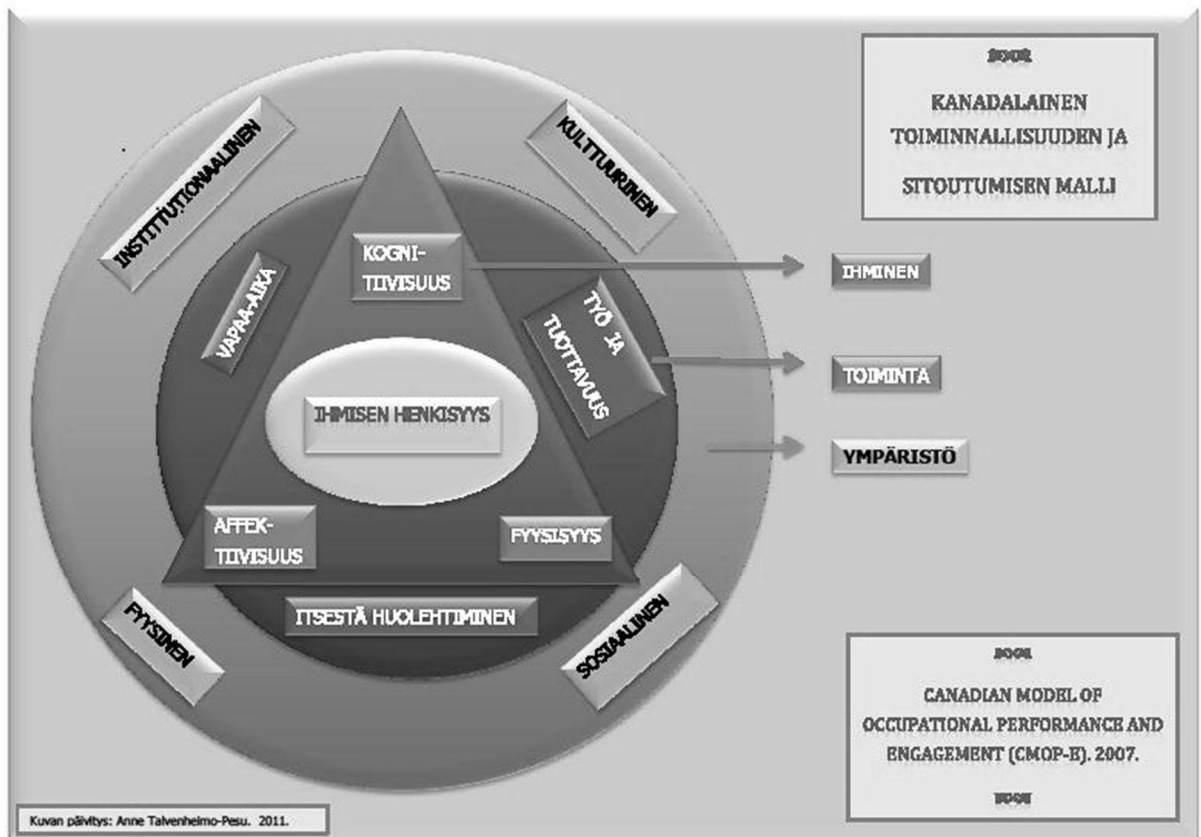 KANADALAINEN
TOIMINNALLISUUDEN JA
SITOUTUMISEN MALLI
INSTITUTIONAALINEN
KULTTUURINEN
KOGNI-
TIIVISUUS
IHMINEN
VAPAA-AIKA
TYÖ JA
TUOTTAVUUS
TOIMINTA
IHMISEN HENKISYYS
YMPÄRISTÖ
AFFEK-
TIIVISUUS
FYYSISYYS
ITSESTÄ HUOLEHTIMINEN
FYYSINEN
SOSIAALINEN
CANADIAN MODEL OF
OCCUPATIONAL PERFORMANCE AND
ENGAGEMENT (CMOP-E). 2007.
Kuvan päivitys: Anne Talvenheimo-Pesu. 2011.